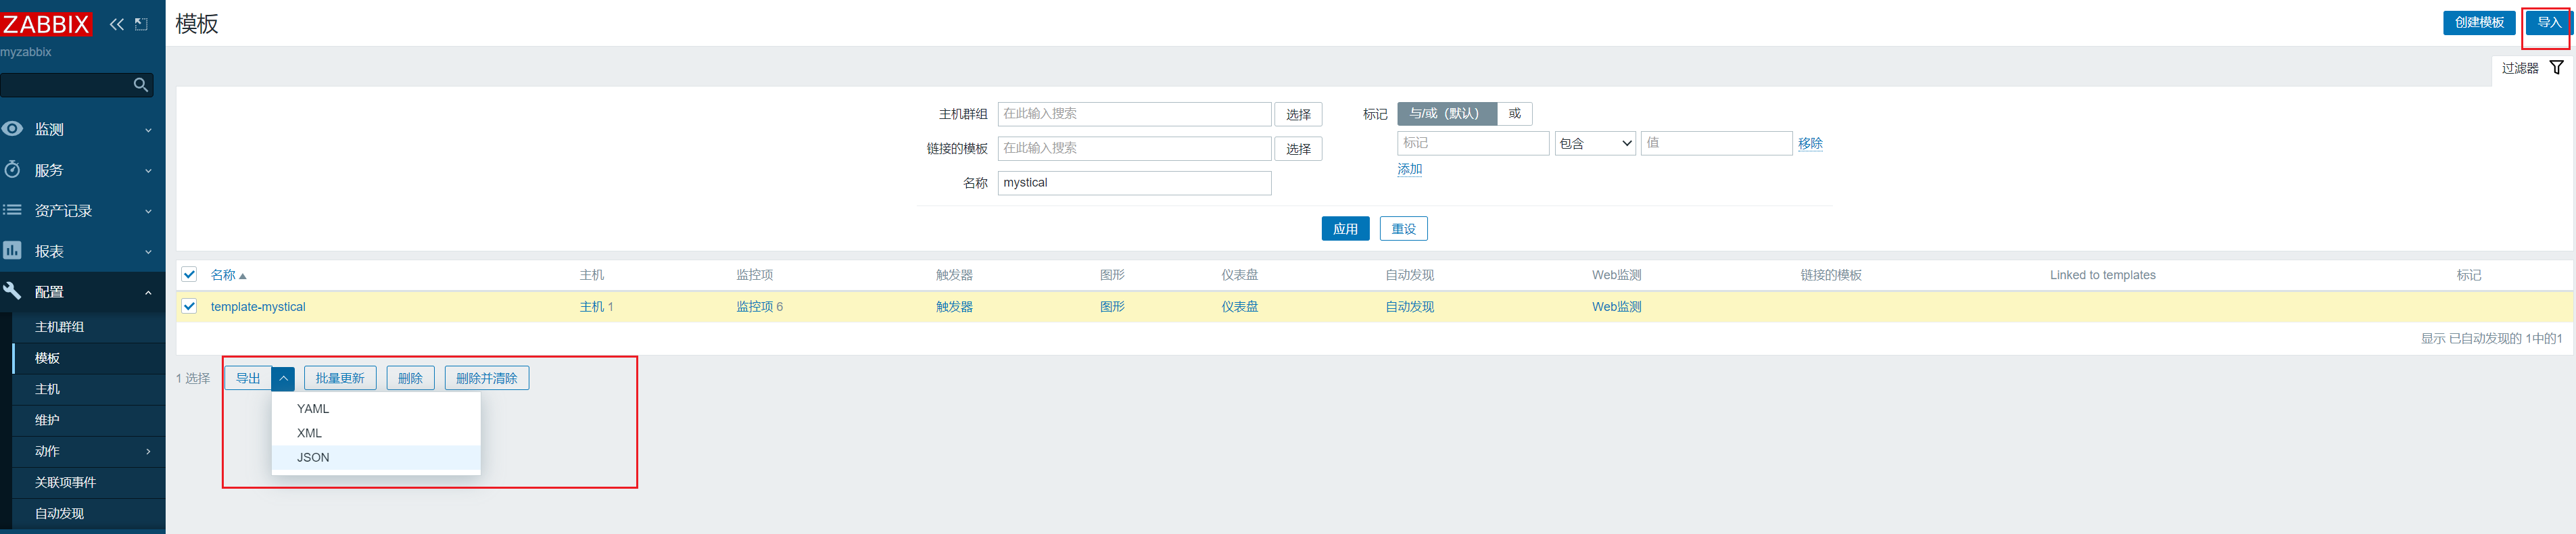 ZABBIX
myzabbix
监测
服务
资产记录
报表
配置
主机群组
模板
主机
维护
动作
关联项事件
自动发现
模板
创建模板 导入
过滤器
主机群组 在此输入搜索 选择
链接的模板 在此输入搜索 选择
名称 mystical
标记 与/或（默认） 或
标记 包含 值 移除
添加
应用 重设
名称 主机 监控项 触发器 图形 仪表盘 自动发现 Web监测 链接的模板 Linked to templates 标记
template-mystical 主机 1 监控项 6 触发器 图形 仪表盘 自动发现 Web监测
显示 已自动发现的 1中的1
1 选择 导出 批量更新 删除 删除并清除
YAML
XML
JSON